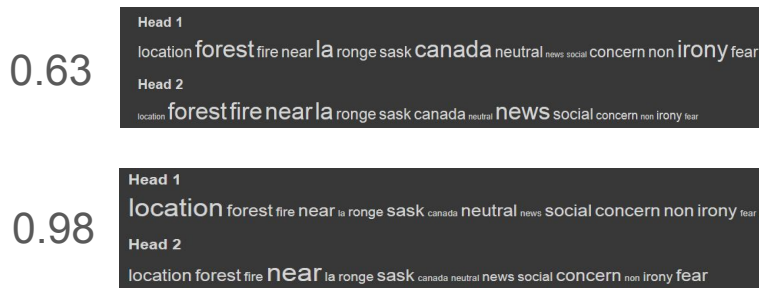 0.63
Head 1
location forest fire near la ronge sask canada neutral news social concern non irony fear
Head 2
location forest fire near la ronge sask canada neutral news social concern non irony fear
0.98
Head 1
location forest fire near la ronge sask canada neutral news social concern non irony fear
Head 2
location forest fire near la ronge sask canada neutral news social concern non irony fear